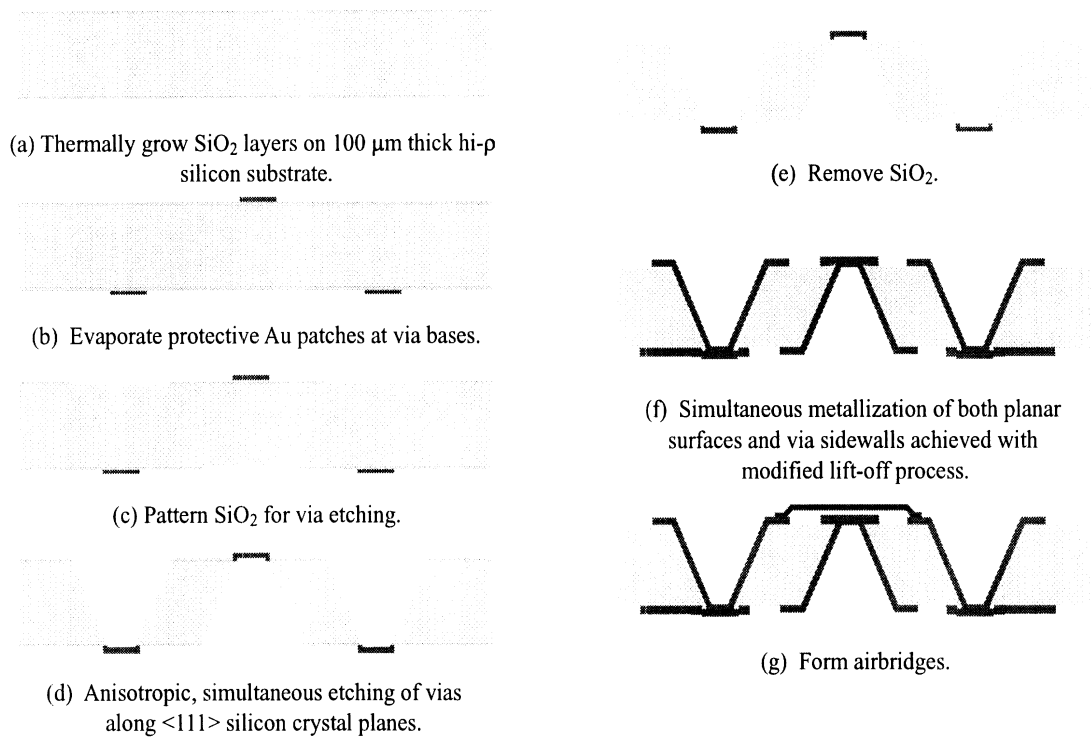 (a) Thermally grow SiO2 layers on 100 μm thick hi-ρ
silicon substrate.
(b) Evaporate protective Au patches at via bases.
(c) Pattern SiO2 for via etching.
(d) Anisotropic, simultaneous etching of vias
along <111> silicon crystal planes.
(e) Remove SiO2.
(f) Simultaneous metallization of both planar
surfaces and via sidewalls achieved with
modified lift-off process.
(g) Form airbridges.